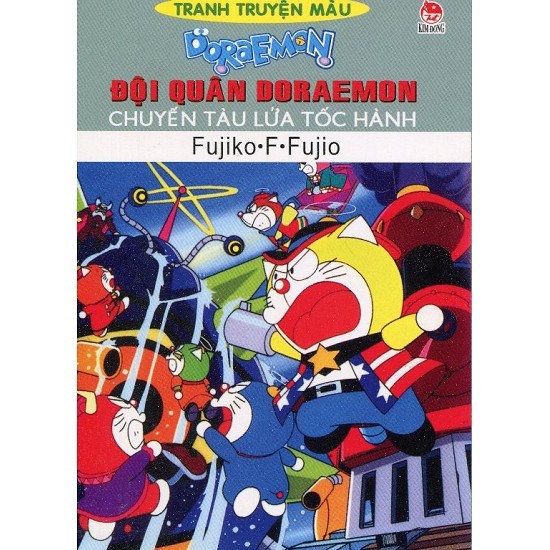 TRANH TRUYỆN MÀU
KIM ĐỒNG
DORAEMON
ĐỘI QUÂN DORAEMON
CHUYẾN TÀU LỬA TỐC HÀNH
Fujiko•F•Fujio